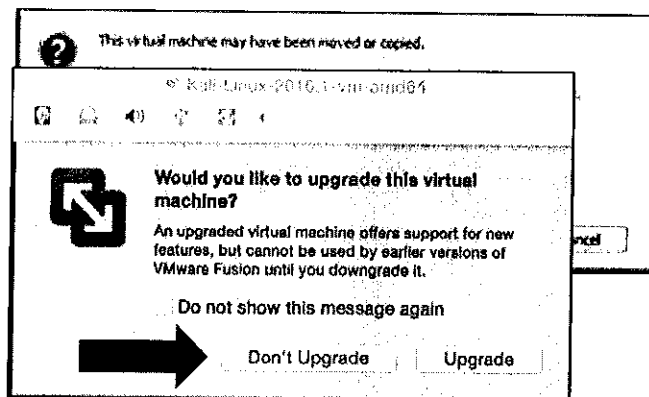 This virtual machine may have been moved or copied.
Kali-Linux-2016.1-vm-amd64
Would you like to upgrade this virtual
machine?
An upgraded virtual machine offers support for new
features, but cannot be used by earlier versions of
VMware Fusion until you downgrade it.
Do not show this message again
Don't Upgrade
Upgrade